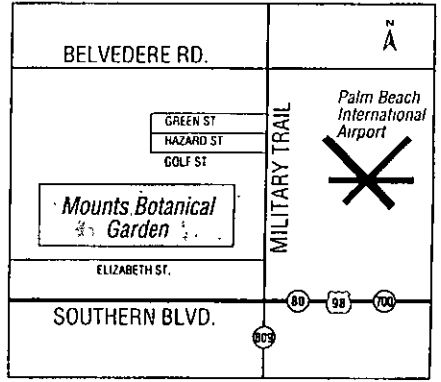 N
BELVEDERE RD.
Palm Beach
International
Airport
GREEN ST
HAZARD ST
GOLF ST
MILITARY TRAIL
Mounts Botanical
Garden
ELIZABETH ST.
80 98 700
SOUTHERN BLVD.
809